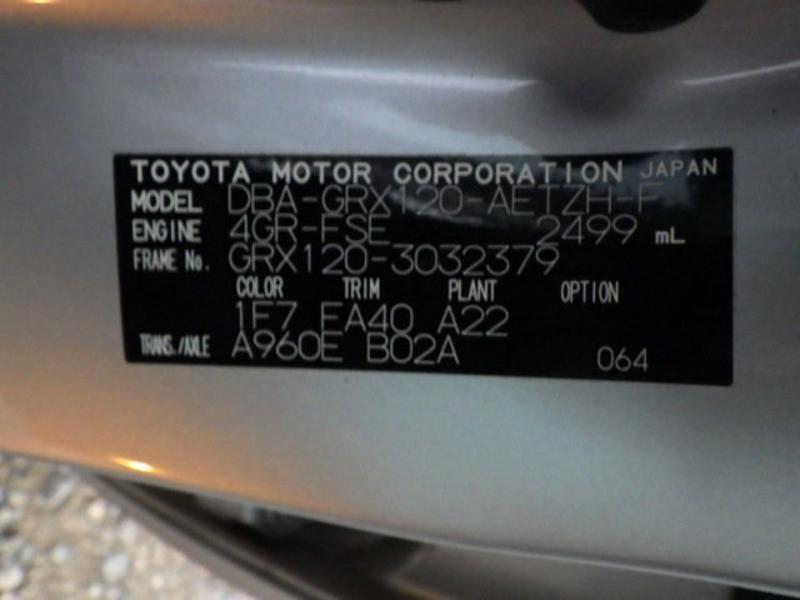 TOYOTA MOTOR CORPORATION JAPAN
MODEL DBA-GRX120-AETZH-F
ENGINE 4GR-FSE 2499 mL
FRAME No. GRX120-3032379
COLOR TRIM PLANT OPTION
1F7 FA40 A22
TRANS./AXLE A960E B02A 064